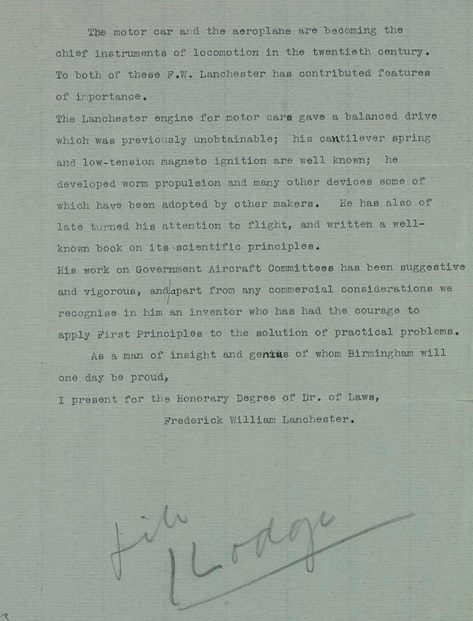 The motor car and the aeroplane are becoming the
chief instruments of locomotion in the twentieth century.
To both of these F.W. Lanchester has contributed features
of importance.
The Lanchester engine for motor cars gave a balanced drive
which was previously unobtainable; his cantilever spring
and low-tension magneto ignition are well known; he
developed worm propulsion and many other devices some of
which have been adopted by other makers. He has also of
late turned his attention to flight, and written a well-
known book on its scientific principles.
His work on Government Aircraft Committees has been suggestive
and vigorous, and/apart from any commercial considerations we
recognise in him an inventor who has had the courage to
apply First Principles to the solution of practical problems.
As a man of insight and genius of whom Birmingham will
one day be proud,
I present for the Honorary Degree of Dr. of Laws,
Frederick William Lanchester.
file
Lodge
3